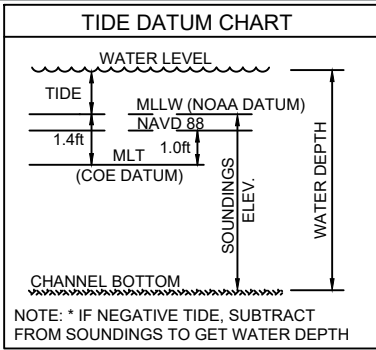 TIDE DATUM CHART
WATER LEVEL
TIDE
MLLW (NOAA DATUM)
NAVD 88
1.4ft
1.0ft
MLT
(COE DATUM)
SOUNDINGS
ELEV.
WATER DEPTH
CHANNEL BOTTOM
NOTE: * IF NEGATIVE TIDE, SUBTRACT
FROM SOUNDINGS TO GET WATER DEPTH